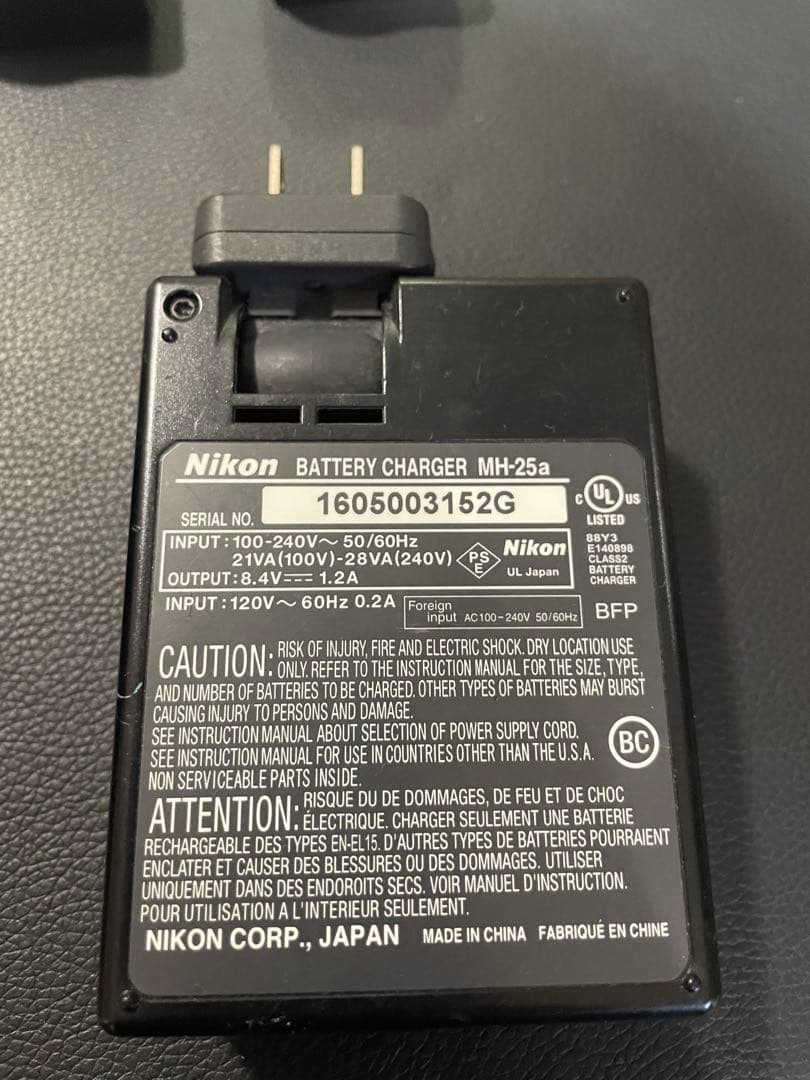 Nikon BATTERY CHARGER MH-25a
SERIAL NO. 1605003152G
C UL US
LISTED
88Y3
E140898
CLASS2
BATTERY
CHARGER
INPUT : 100-240V～ 50/60Hz
21VA(100V)-28VA(240V)
OUTPUT : 8.4V⎓ 1.2A
PS
E
Nikon
UL Japan
INPUT : 120V～ 60Hz 0.2A
Foreign
input AC100-240V 50/60Hz
BFP
CAUTION: RISK OF INJURY, FIRE AND ELECTRIC SHOCK. DRY LOCATION USE
ONLY. REFER TO THE INSTRUCTION MANUAL FOR THE SIZE, TYPE,
AND NUMBER OF BATTERIES TO BE CHARGED. OTHER TYPES OF BATTERIES MAY BURST
CAUSING INJURY TO PERSONS AND DAMAGE.
SEE INSTRUCTION MANUAL ABOUT SELECTION OF POWER SUPPLY CORD.
SEE INSTRUCTION MANUAL FOR USE IN COUNTRIES OTHER THAN THE U.S.A.
NON SERVICEABLE PARTS INSIDE.
BC
ATTENTION: RISQUE DU DE DOMMAGES, DE FEU ET DE CHOC
ÉLECTRIQUE. CHARGER SEULEMENT UNE BATTERIE
RECHARGEABLE DES TYPES EN-EL15. D'AUTRES TYPES DE BATTERIES POURRAIENT
ENCLATER ET CAUSER DES BLESSURES OU DES DOMMAGES. UTILISER
UNIQUEMENT DANS DES ENDOROITS SECS. VOIR MANUEL D'INSTRUCTION.
POUR UTILISATION A L'INTERIEUR SEULEMENT.
NIKON CORP., JAPAN MADE IN CHINA FABRIQUÉ EN CHINE